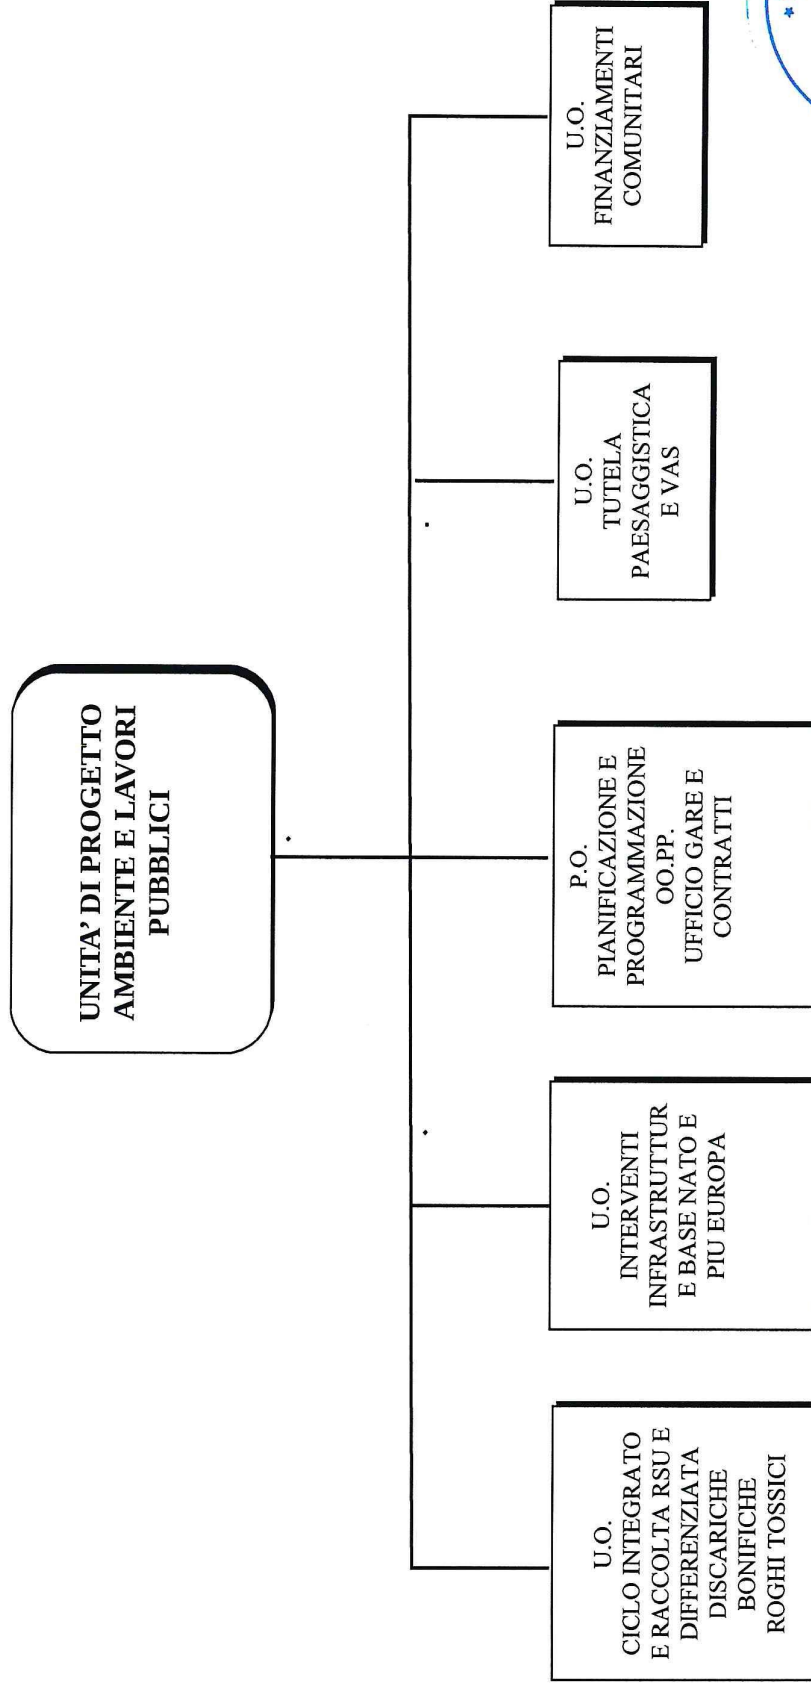 UNITA' DI PROGETTO
AMBIENTE E LAVORI
PUBBLICI
U.O.
CICLO INTEGRATO
E RACCOLTA RSU E
DIFFERENZIATA
DISCARICHE
BONIFICHE
ROGHI TOSSICI
U.O.
INTERVENTI
INFRASTRUTTUR
E BASE NATO E
PIU EUROPA
P.O.
PIANIFICAZIONE E
PROGRAMMAZIONE
OO.PP.
UFFICIO GARE E
CONTRATTI
U.O.
TUTELA
PAESAGGISTICA
E VAS
U.O.
FINANZIAMENTI
COMUNITARI